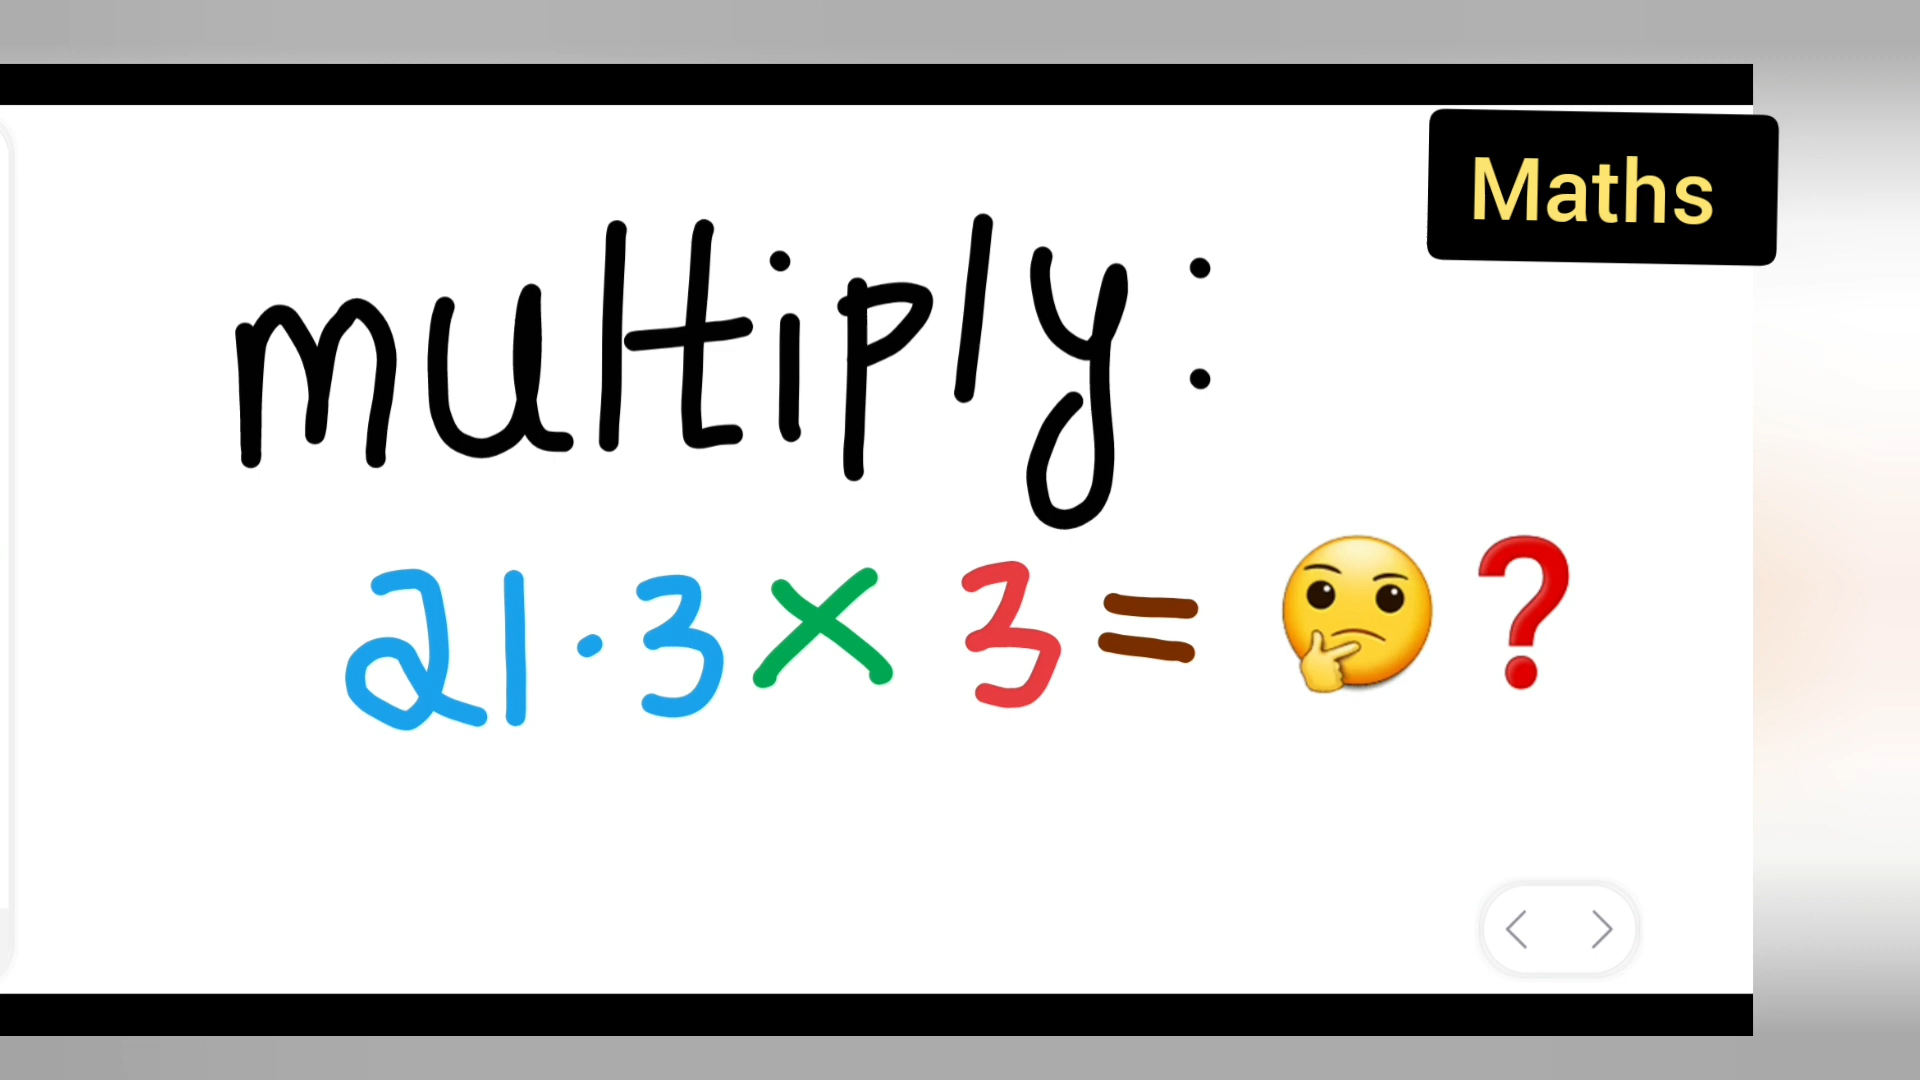 Maths
multiply:
21·3 × 3 = 🤔❓